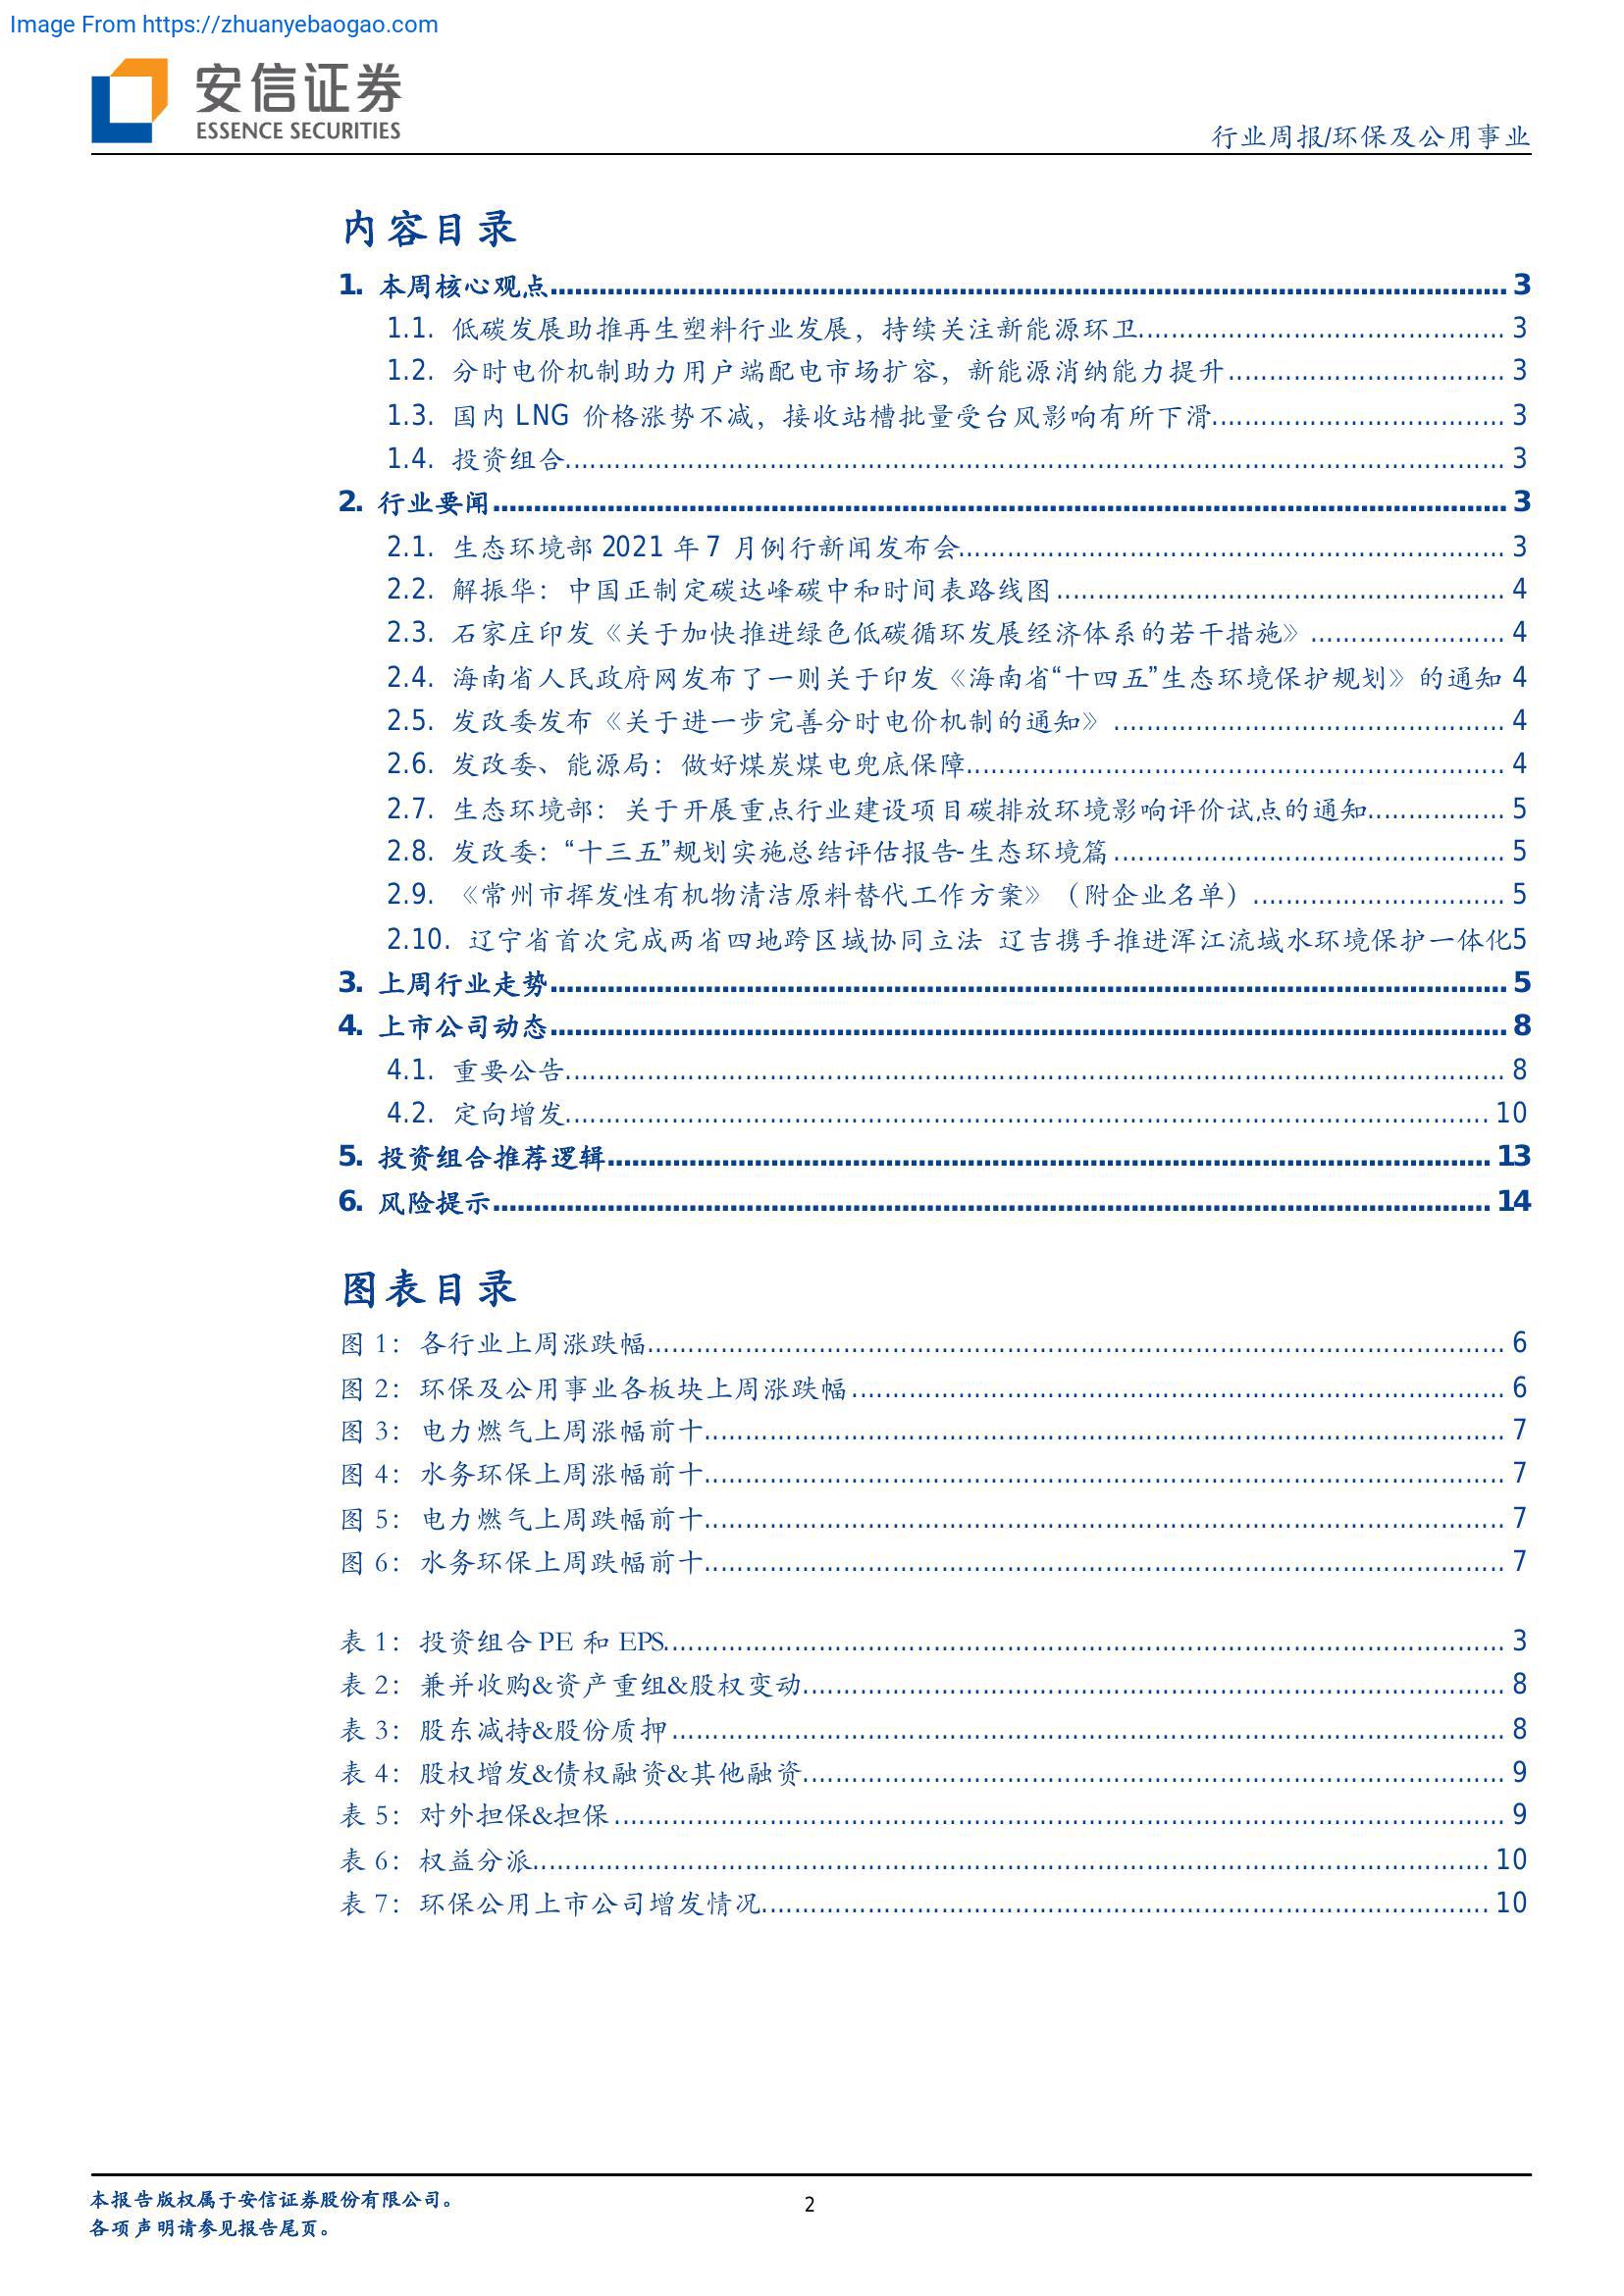 Image From https://zhuanyebaogao.com
安信证券
ESSENCE SECURITIES
行业周报/环保及公用事业
内容目录
1. 本周核心观点 3
1.1. 低碳发展助推再生塑料行业发展，持续关注新能源环卫 3
1.2. 分时电价机制助力用户端配电市场扩容，新能源消纳能力提升 3
1.3. 国内 LNG 价格涨势不减，接收站槽批量受台风影响有所下滑 3
1.4. 投资组合 3
2. 行业要闻 3
2.1. 生态环境部 2021 年 7 月例行新闻发布会 3
2.2. 解振华：中国正制定碳达峰碳中和时间表路线图 4
2.3. 石家庄印发《关于加快推进绿色低碳循环发展经济体系的若干措施》 4
2.4. 海南省人民政府网发布了一则关于印发《海南省“十四五”生态环境保护规划》的通知 4
2.5. 发改委发布《关于进一步完善分时电价机制的通知》 4
2.6. 发改委、能源局：做好煤炭煤电兜底保障 4
2.7. 生态环境部：关于开展重点行业建设项目碳排放环境影响评价试点的通知 5
2.8. 发改委：“十三五”规划实施总结评估报告-生态环境篇 5
2.9. 《常州市挥发性有机物清洁原料替代工作方案》（附企业名单） 5
2.10. 辽宁省首次完成两省四地跨区域协同立法 辽吉携手推进浑江流域水环境保护一体化5
3. 上周行业走势 5
4. 上市公司动态 8
4.1. 重要公告 8
4.2. 定向增发 10
5. 投资组合推荐逻辑 13
6. 风险提示 14
图表目录
图 1：各行业上周涨跌幅 6
图 2：环保及公用事业各板块上周涨跌幅 6
图 3：电力燃气上周涨幅前十 7
图 4：水务环保上周涨幅前十 7
图 5：电力燃气上周跌幅前十 7
图 6：水务环保上周跌幅前十 7
表 1：投资组合 PE 和 EPS 3
表 2：兼并收购&资产重组&股权变动 8
表 3：股东减持&股份质押 8
表 4：股权增发&债权融资&其他融资 9
表 5：对外担保&担保 9
表 6：权益分派 10
表 7：环保公用上市公司增发情况 10
本报告版权属于安信证券股份有限公司。
2
各项声明请参见报告尾页。